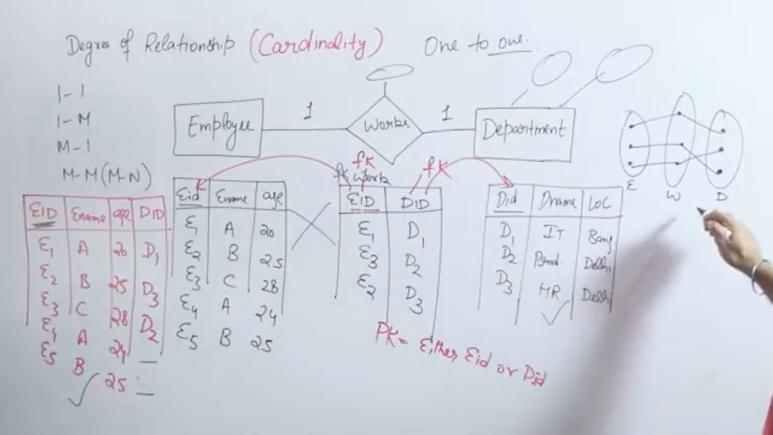 Degree of Relationship (Cardinality) One to one.
1-1
1-M
M-1
M-M (M-N)
Employee 1 Works 1 Department
fk fk
fk work
EID Ename age DID
E1 A 20 D1
E2 B 25 D3
E3 C 28 D2
E4 A 24 —
E5 B 25 —
Eid Ename age
E1 A 20
E2 B 25
E3 C 28
E4 A 24
E5 B 25
EID DID
E1 D1
E3 D2
E2 D3
PK = Either Eid or Did
Did Dname LOC
D1 IT Bang
D2 Prod. Delhi
D3 HR Delhi
E W D